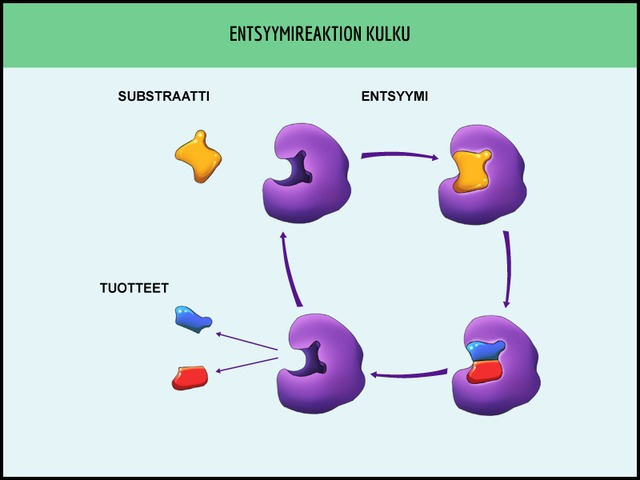 ENTSYYMIREAKTION KULKU
SUBSTRAATTI
ENTSYYMI
TUOTTEET